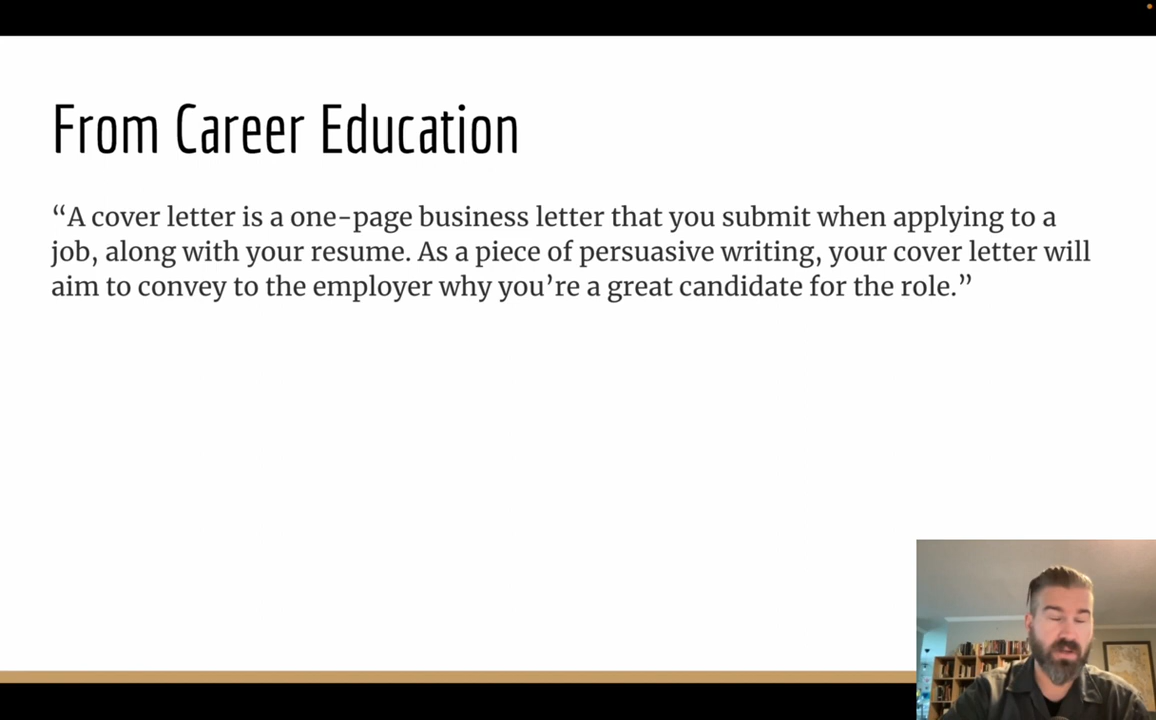 From Career Education
“A cover letter is a one-page business letter that you submit when applying to a
job, along with your resume. As a piece of persuasive writing, your cover letter will
aim to convey to the employer why you’re a great candidate for the role.”